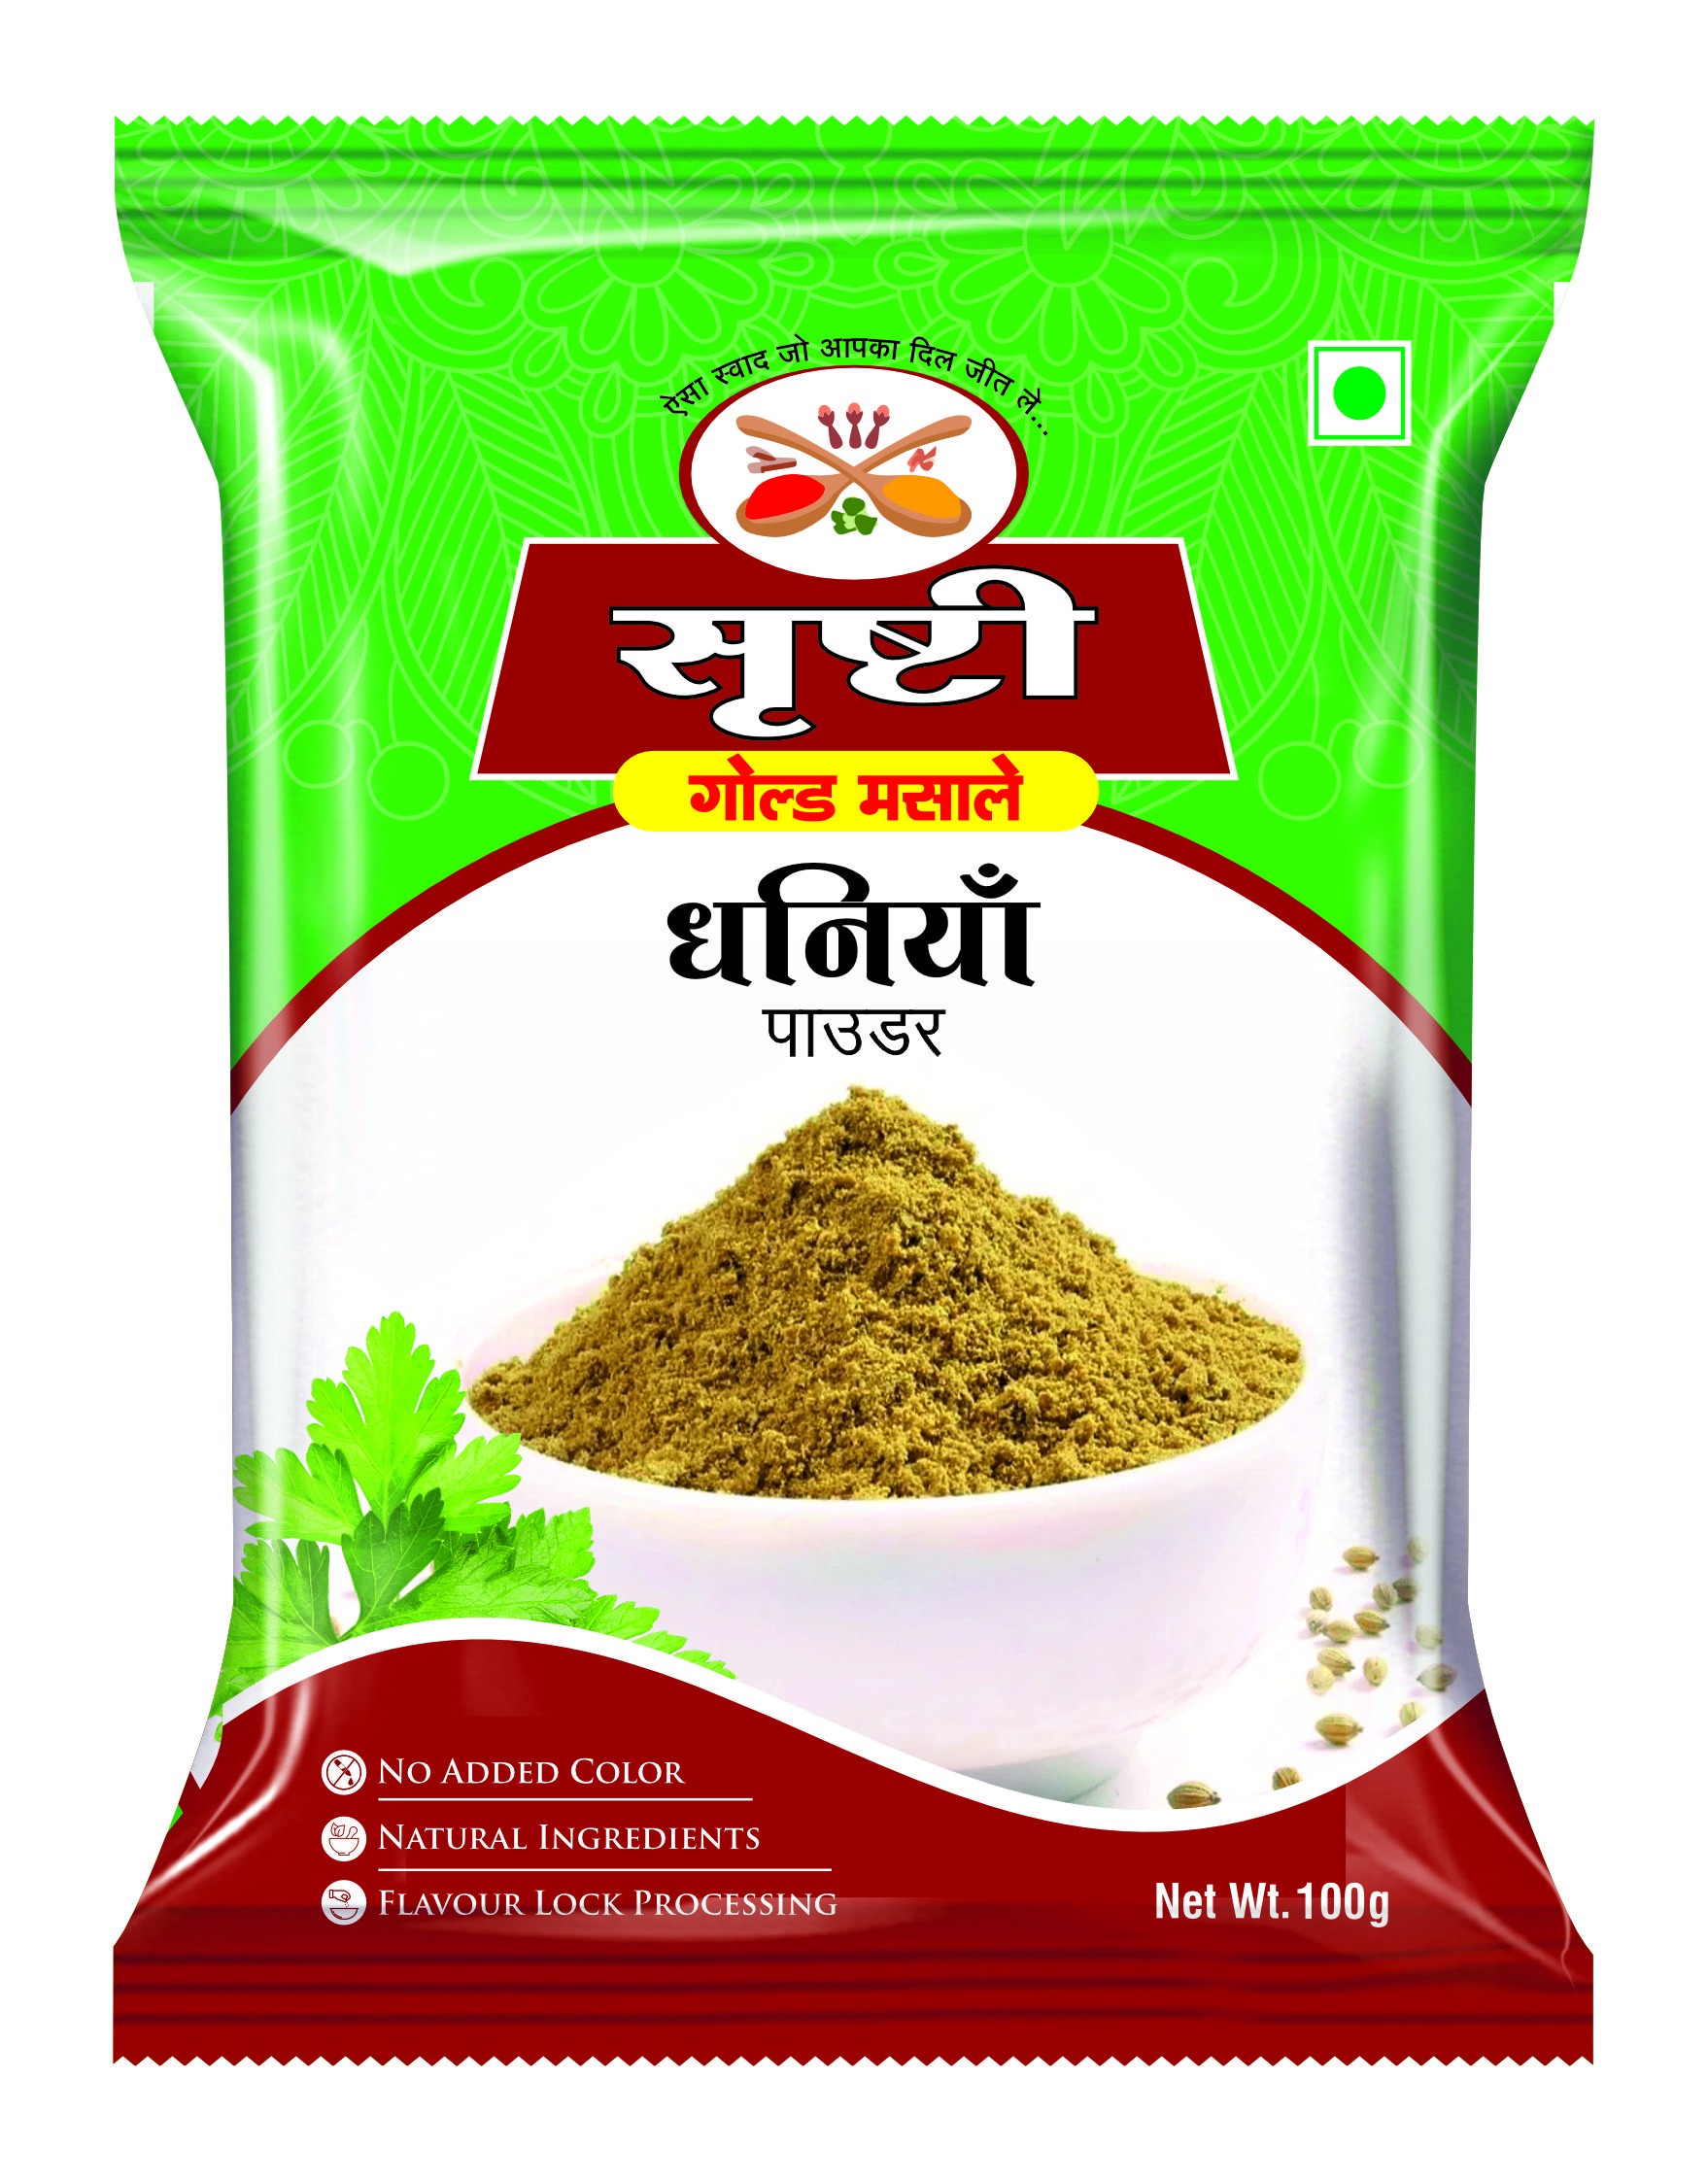 ऐसा स्वाद जो आपका दिल जीत ले...
सृष्टी
गोल्ड मसाले
धनियाँ
पाउडर
NO ADDED COLOR
NATURAL INGREDIENTS
FLAVOUR LOCK PROCESSING
Net Wt. 100g